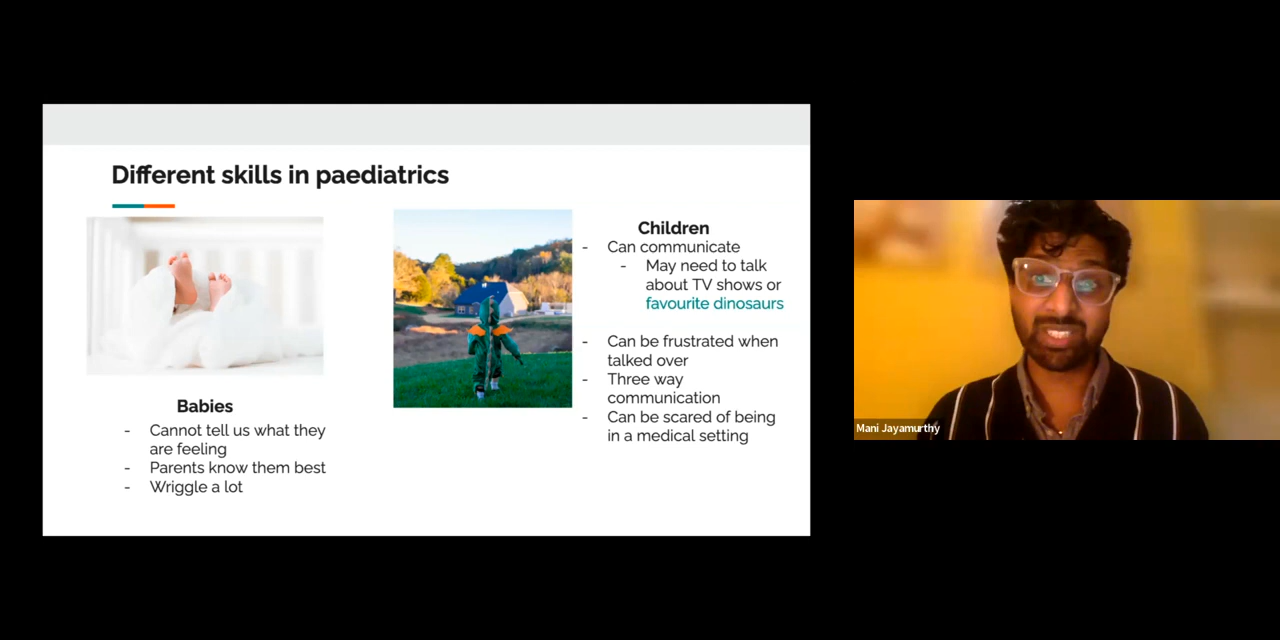 Different skills in paediatrics
Babies
- Cannot tell us what they
are feeling
- Parents know them best
- Wriggle a lot
Children
- Can communicate
- May need to talk
about TV shows or
favourite dinosaurs
- Can be frustrated when
talked over
- Three way
communication
- Can be scared of being
in a medical setting
Mani Jayamurthy